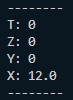 --------
T: 0
Z: 0
Y: 0
X: 12.0
--------